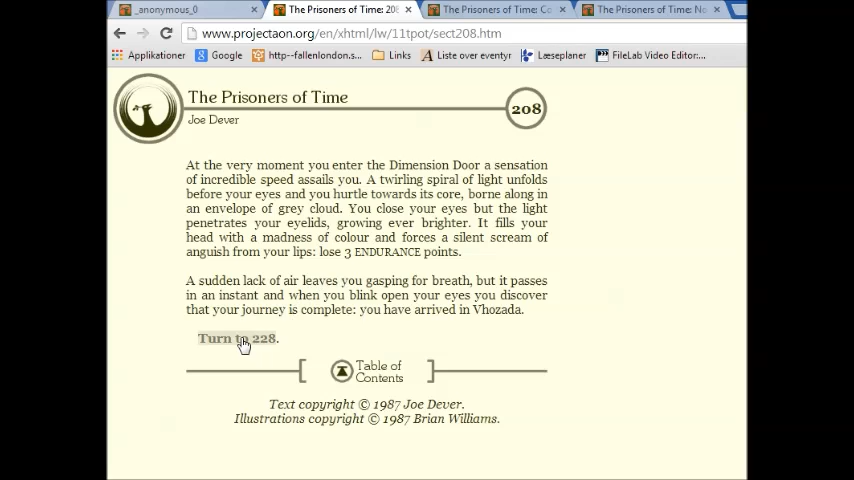 _anonymous_0
The Prisoners of Time: 208
The Prisoners of Time: Co
The Prisoners of Time: No
www.projectaon.org/en/xhtml/lw/11tpot/sect208.htm
Applikationer
Google
http--fallenlondon.s...
Links
Liste over eventyr
Læseplaner
FileLab Video Editor:...
The Prisoners of Time
208
Joe Dever
At the very moment you enter the Dimension Door a sensation
of incredible speed assails you. A twirling spiral of light unfolds
before your eyes and you hurtle towards its core, borne along in
an envelope of grey cloud. You close your eyes but the light
penetrates your eyelids, growing ever brighter. It fills your
head with a madness of colour and forces a silent scream of
anguish from your lips: lose 3 ENDURANCE points.
A sudden lack of air leaves you gasping for breath, but it passes
in an instant and when you blink open your eyes you discover
that your journey is complete: you have arrived in Vhozada.
Turn to 228.
Table of
Contents
Text copyright © 1987 Joe Dever.
Illustrations copyright © 1987 Brian Williams.